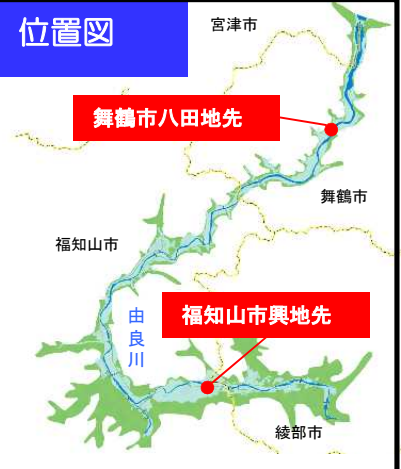 位置図
宮津市
舞鶴市八田地先
舞鶴市
福知山市
由良川
福知山市興地先
綾部市